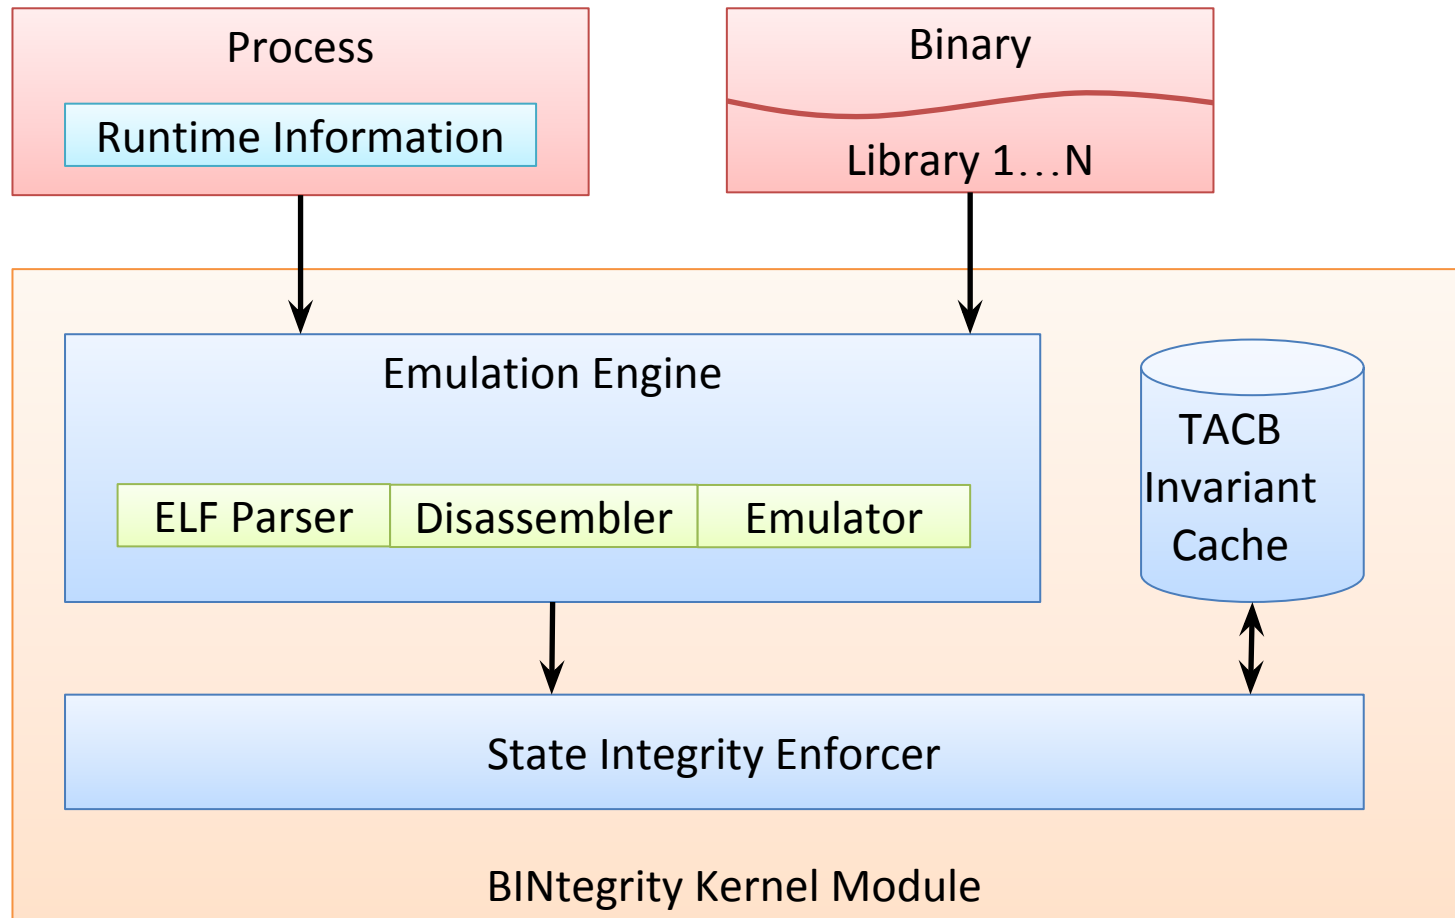 Process
Runtime Information
Binary
Library 1...N
Emulation Engine
ELF Parser
Disassembler
Emulator
TACB
Invariant
Cache
State Integrity Enforcer
BINtegrity Kernel Module